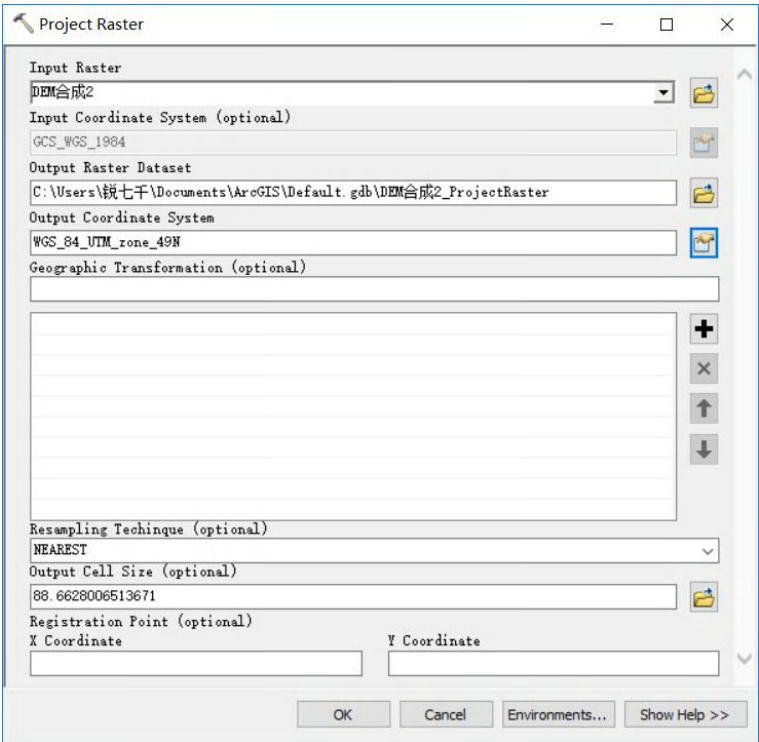 Project Raster
Input Raster
DEM合成2
Input Coordinate System (optional)
GCS_WGS_1984
Output Raster Dataset
C:\Users\锐七千\Documents\ArcGIS\Default.gdb\DEM合成2_ProjectRaster
Output Coordinate System
WGS_84_UTM_zone_49N
Geographic Transformation (optional)
Resampling Techinque (optional)
NEAREST
Output Cell Size (optional)
88.6628006513671
Registration Point (optional)
X Coordinate Y Coordinate
OK Cancel Environments... Show Help >>